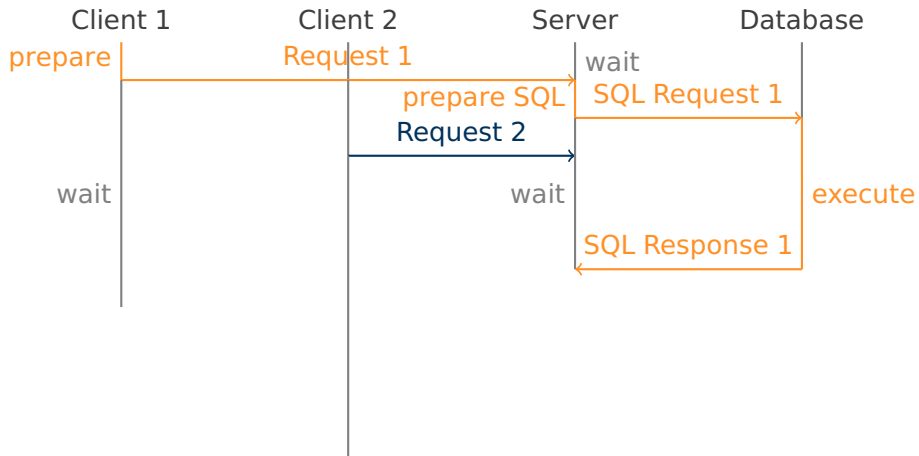 Client 1
Client 2
Server
Database
prepare
Request 1
wait
prepare SQL
SQL Request 1
Request 2
wait
wait
execute
SQL Response 1